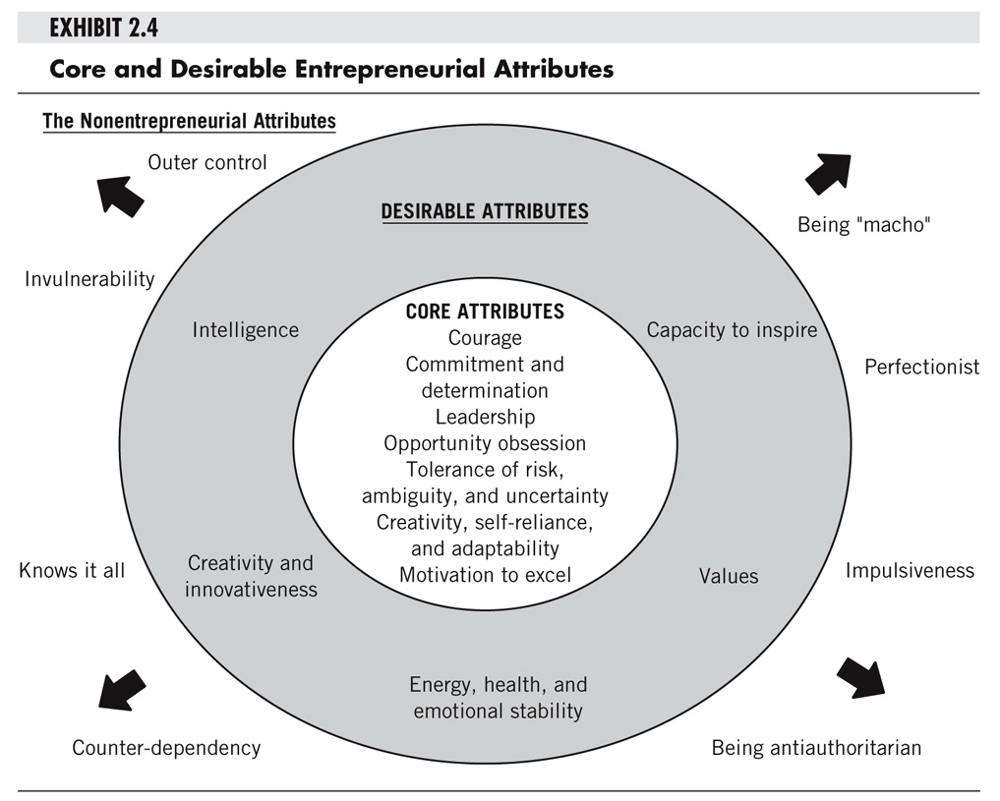 EXHIBIT 2.4
Core and Desirable Entrepreneurial Attributes
The Nonentrepreneurial Attributes
Outer control
Being "macho"
Invulnerability
Perfectionist
Knows it all
Impulsiveness
Counter-dependency
Being antiauthoritarian
DESIRABLE ATTRIBUTES
Intelligence
Capacity to inspire
Creativity and
innovativeness
Values
Energy, health, and
emotional stability
CORE ATTRIBUTES
Courage
Commitment and
determination
Leadership
Opportunity obsession
Tolerance of risk,
ambiguity, and uncertainty
Creativity, self-reliance,
and adaptability
Motivation to excel